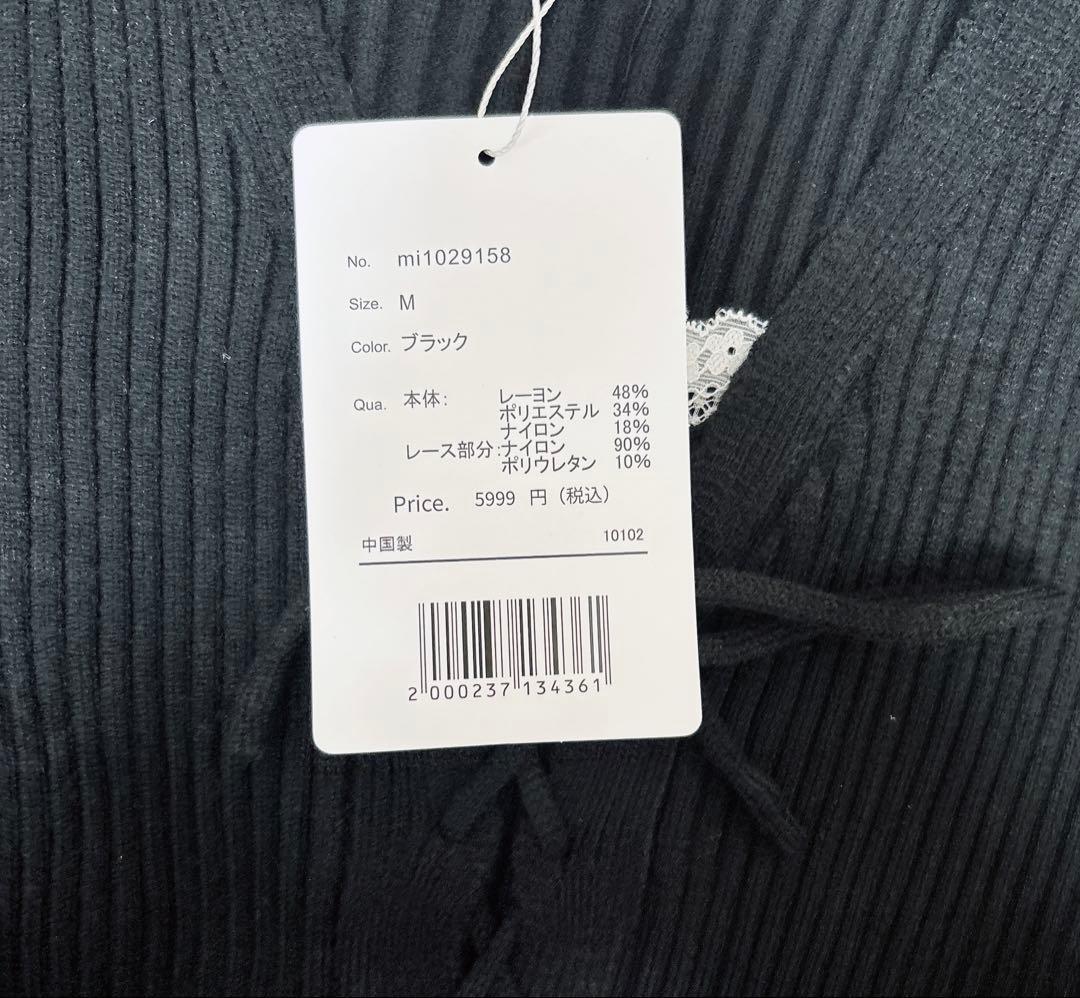 No. mi1029158
Size. M
Color. ブラック
Qua. 本体: レーヨン 48%
ポリエステル 34%
ナイロン 18%
レース部分:ナイロン 90%
ポリウレタン 10%
Price. 5999 円(税込)
中国製 10102
2 000237 134361